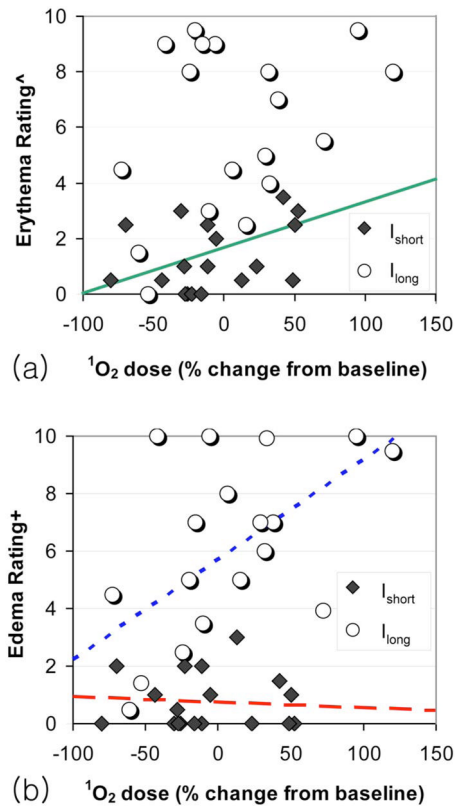 10
8
6
4
2
0
Erythema Rating^
I_short
I_long
-100 -50 0 50 100 150
(a) ¹O₂ dose (% change from baseline)
10
8
6
4
2
0
Edema Rating+
I_short
I_long
-100 -50 0 50 100 150
(b) ¹O₂ dose (% change from baseline)